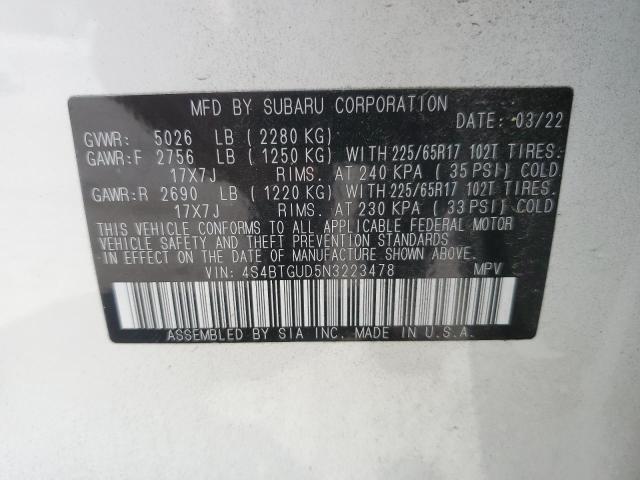 MFD BY SUBARU CORPORATION
DATE: 03/22
GVWR: 5026 LB (2280 KG)
GAWR:F 2756 LB (1250 KG) WITH 225/65R17 102T TIRES.
17X7J RIMS. AT 240 KPA (35 PSI) COLD
GAWR:R 2690 LB (1220 KG) WITH 225/65R17 102T TIRES.
17X7J RIMS. AT 230 KPA (33 PSI) COLD
THIS VEHICLE CONFORMS TO ALL APPLICABLE FEDERAL MOTOR
VEHICLE SAFETY AND THEFT PREVENTION STANDARDS
IN EFFECT ON THE DATE OF MANUFACTURE SHOWN ABOVE.
VIN: 4S4BTGUD5N3223478 MPV
ASSEMBLED BY SIA INC. MADE IN U.S.A.